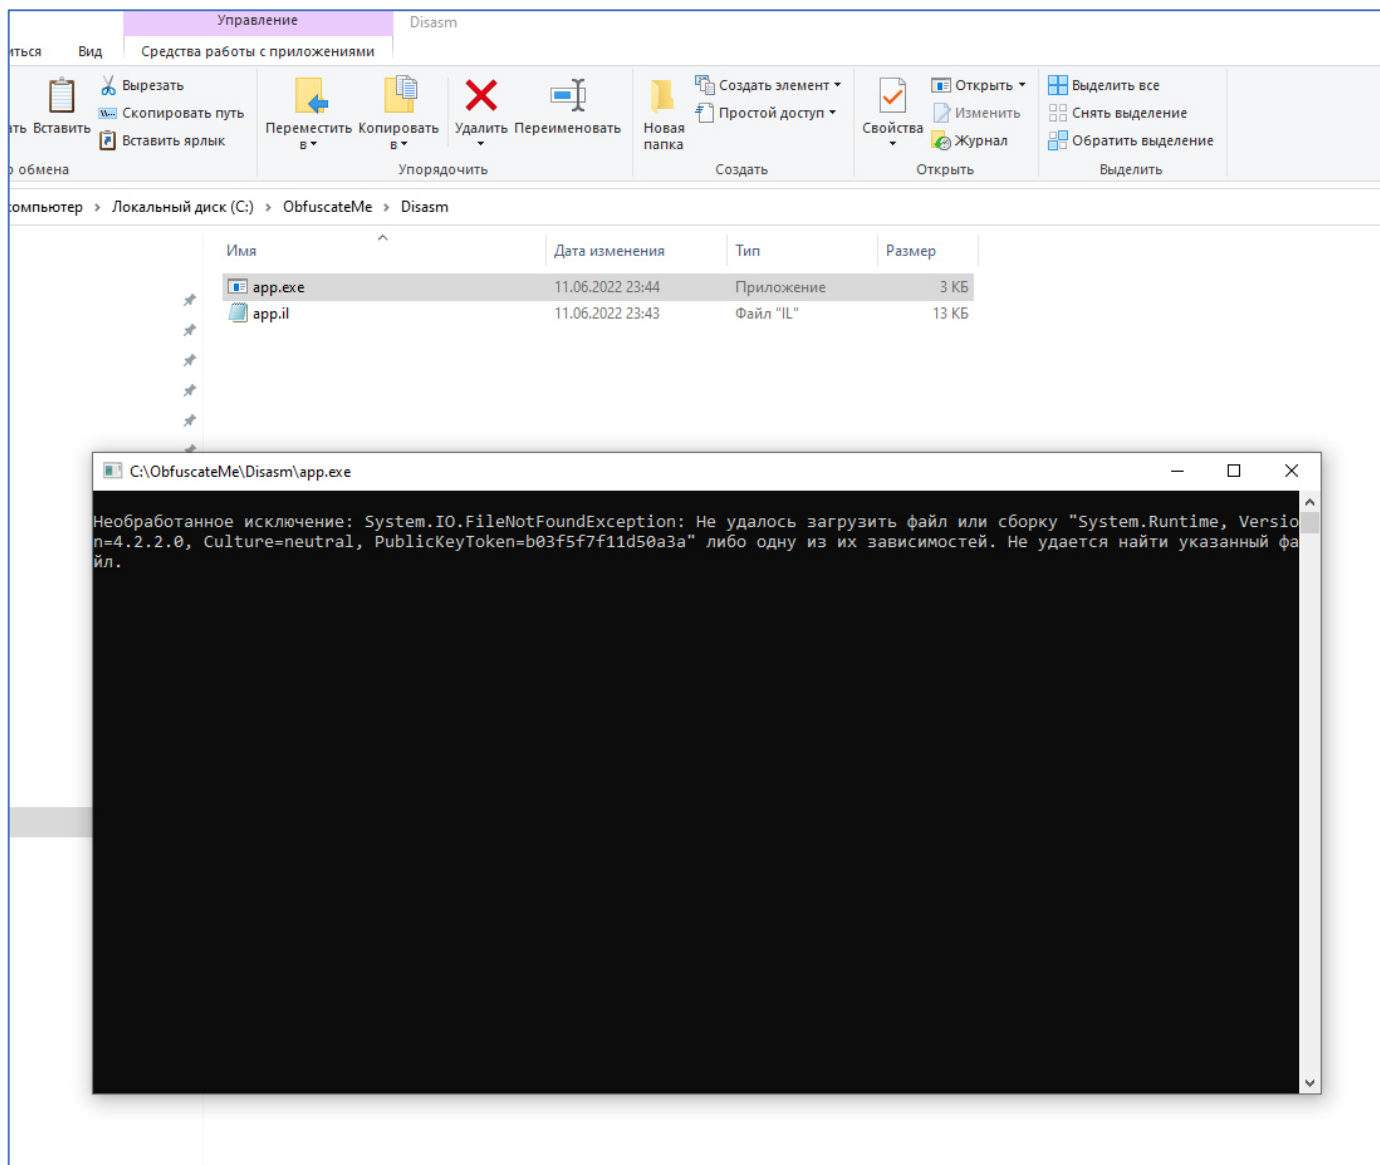 Управление
Disasm
Вид
Средства работы с приложениями
Вырезать
Скопировать путь
Вставить
Вставить ярлык
Переместить в
Копировать в
Удалить
Переименовать
Упорядочить
Новая папка
Создать элемент
Простой доступ
Создать
Свойства
Открыть
Изменить
Журнал
Открыть
Выделить все
Снять выделение
Обратить выделение
Выделить
обмена
компьютер > Локальный диск (C:) > ObfuscateMe > Disasm
Имя Дата изменения Тип Размер
app.exe 11.06.2022 23:44 Приложение 3 КБ
app.il 11.06.2022 23:43 Файл "IL" 13 КБ
C:\ObfuscateMe\Disasm\app.exe
Необработанное исключение: System.IO.FileNotFoundException: Не удалось загрузить файл или сборку "System.Runtime, Versio
n=4.2.2.0, Culture=neutral, PublicKeyToken=b03f5f7f11d50a3a" либо одну из их зависимостей. Не удается найти указанный фа
йл.